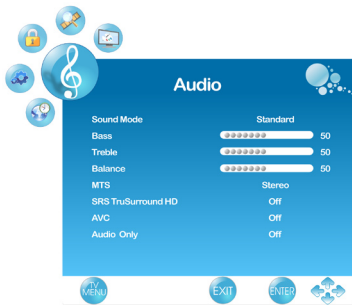 Audio
Sound Mode Standard
Bass 50
Treble 50
Balance 50
MTS Stereo
SRS TruSurround HD Off
AVC Off
Audio Only Off
TV MENU EXIT ENTER